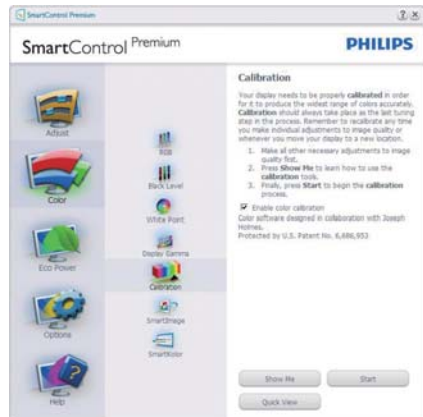 SmartControl Premium
SmartControl Premium
PHILIPS
Adjust
Color
Eco Power
Options
Help
RGB
Black Level
White Point
Display Gamma
Calibration
SmartImage
SmartKolor
Calibration
Your display needs to be properly calibrated in order
for it to produce the widest range of colors accurately.
Calibration should always take place as the last tuning
step in the process. Remember to recalibrate any time
you make individual adjustments to image quality or
whenever you move your display to a new location.
1. Make all other necessary adjustments to image
quality first.
2. Press Show Me to learn how to use the
calibration tools.
3. Finally, press Start to begin the calibration
process.
Enable color calibration
Color software designed in collaboration with Joseph
Holmes.
Protected by U.S. Patent No. 6,686,953
Show Me
Start
Quick View